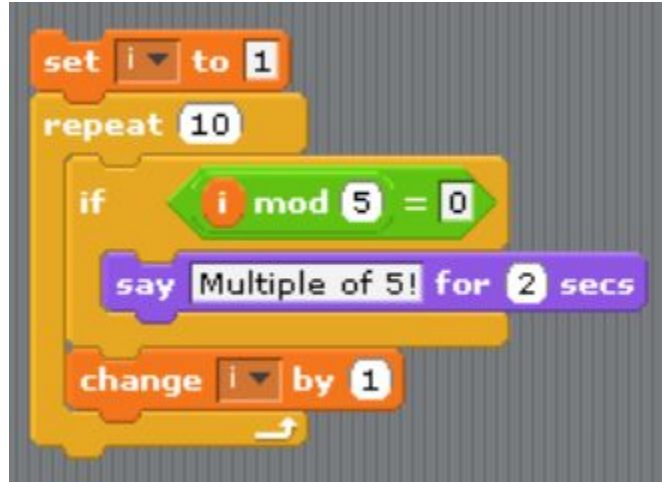 set i to 1
repeat 10
if i mod 5 = 0
say Multiple of 5! for 2 secs
change i by 1